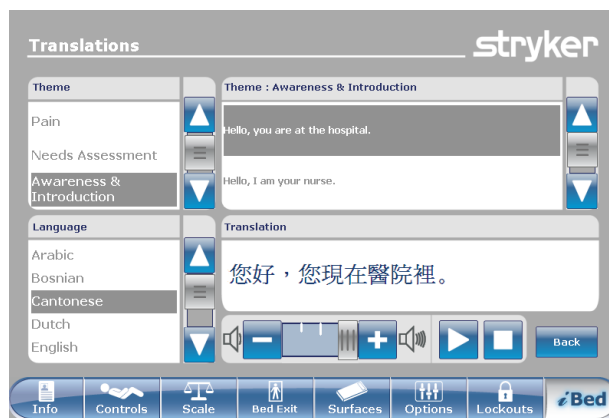 Translations
stryker
Theme
Pain
Needs Assessment
Awareness &
Introduction
Theme : Awareness & Introduction
Hello, you are at the hospital.
Hello, I am your nurse.
Language
Arabic
Bosnian
Cantonese
Dutch
English
Translation
您好，您現在醫院裡。
Back
Info
Controls
Scale
Bed Exit
Surfaces
Options
Lockouts
iBed